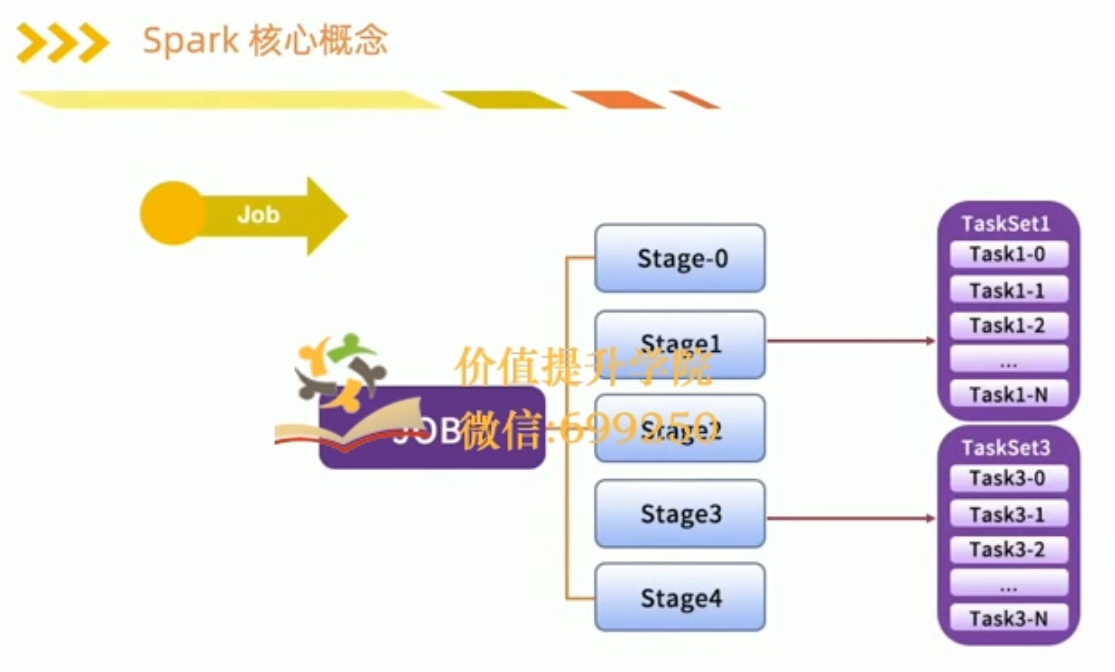 Spark 核心概念
Job
JOB
Stage-0
Stage1
Stage2
Stage3
Stage4
TaskSet1
Task1-0
Task1-1
Task1-2
...
Task1-N
TaskSet3
Task3-0
Task3-1
Task3-2
...
Task3-N
价值提升学院
微信:699250